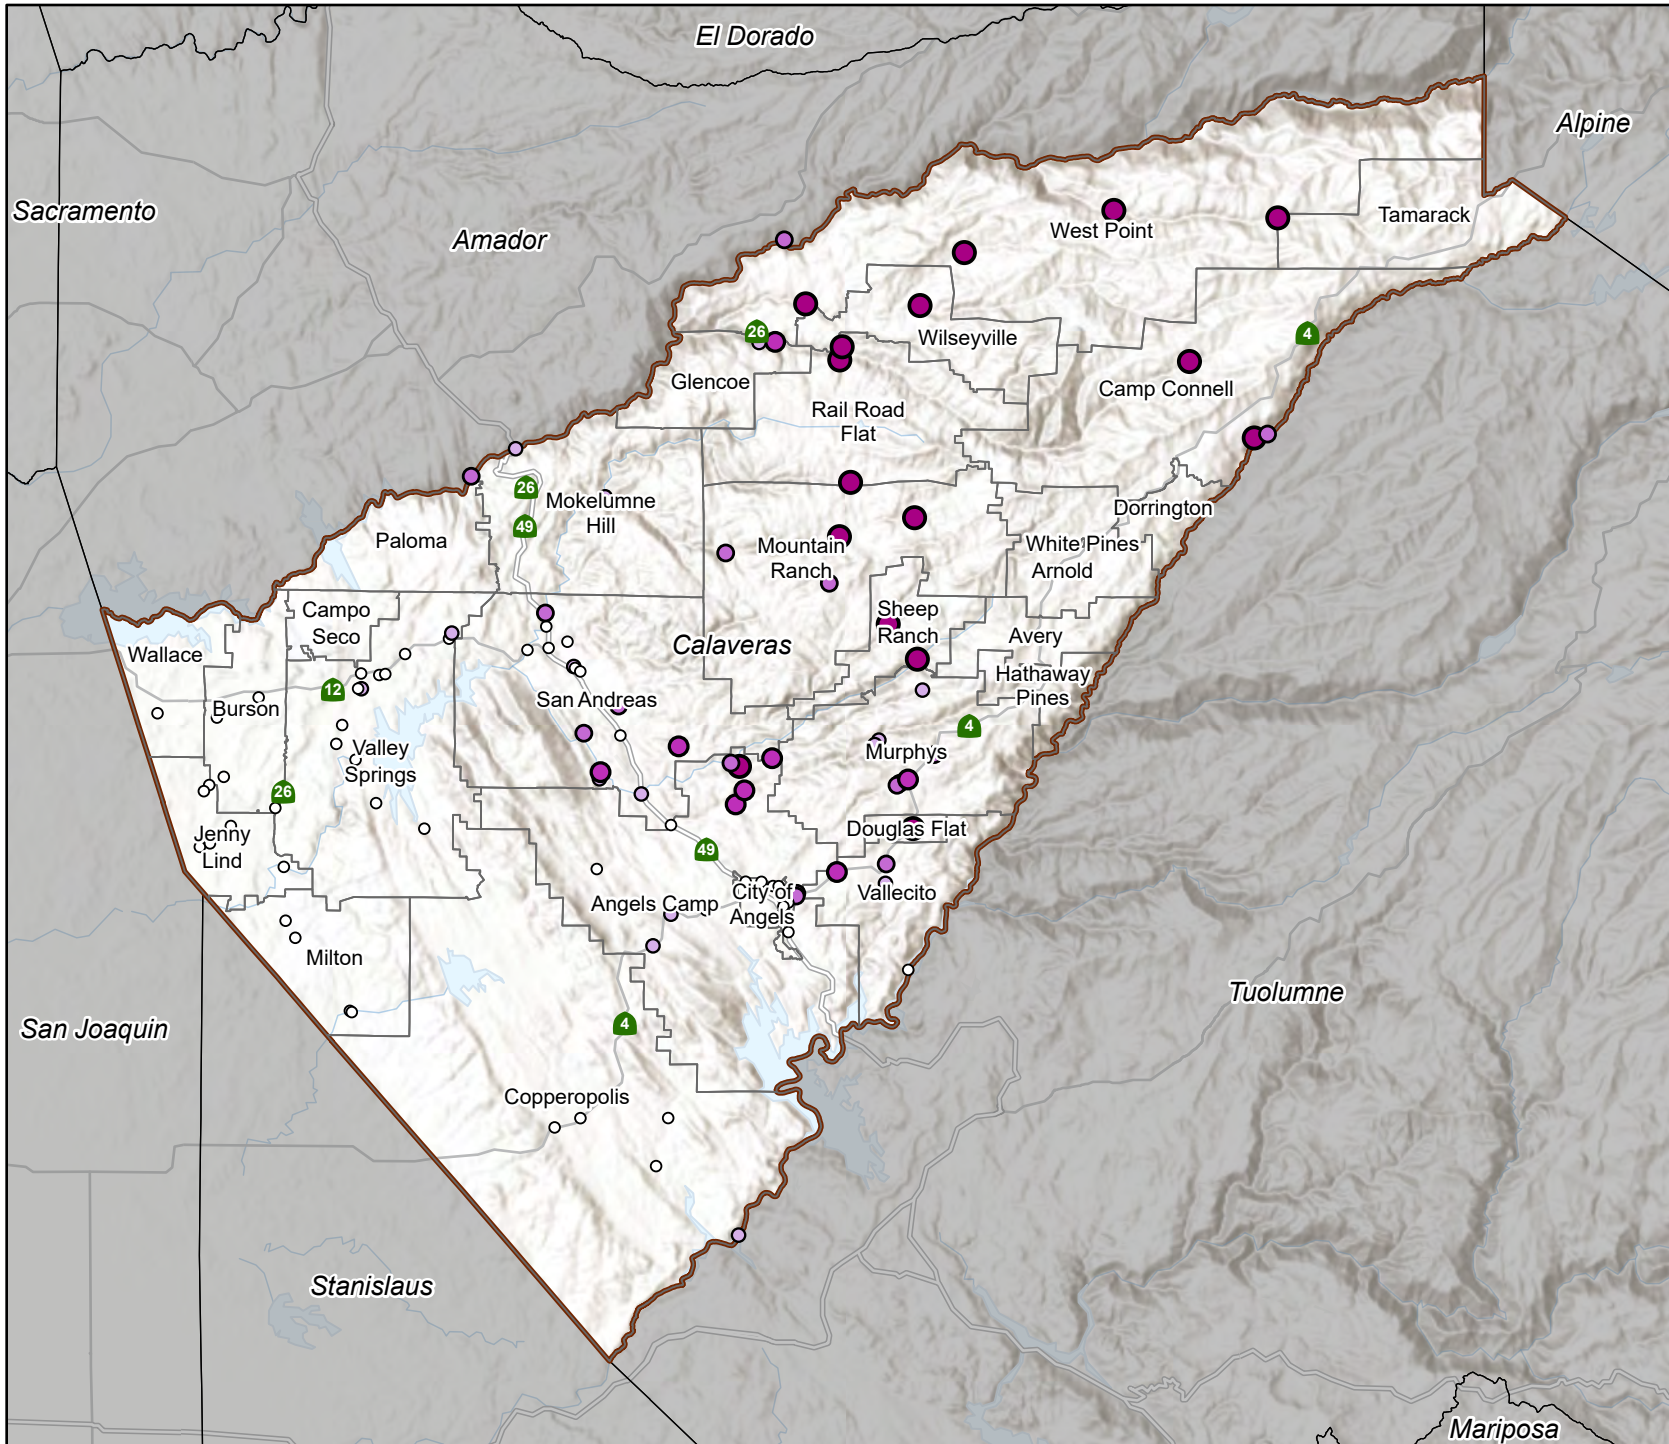 El Dorado
Alpine
Sacramento
Tamarack
West Point
Amador
26
4
Wilseyville
Glencoe
Camp Connell
Rail Road
Flat
26
Mokelumne
Hill
Dorrington
49
Paloma
White Pines
Mountain
Ranch
Arnold
Campo
Seco
Sheep
Ranch
Avery
Calaveras
Wallace
Hathaway
Pines
12
San Andreas
Burson
4
Valley
Springs
Murphys
26
Jenny
Lind
Douglas Flat
49
City of
Angels
Vallecito
Angels Camp
Milton
Tuolumne
San Joaquin
4
Copperopolis
Stanislaus
Mariposa